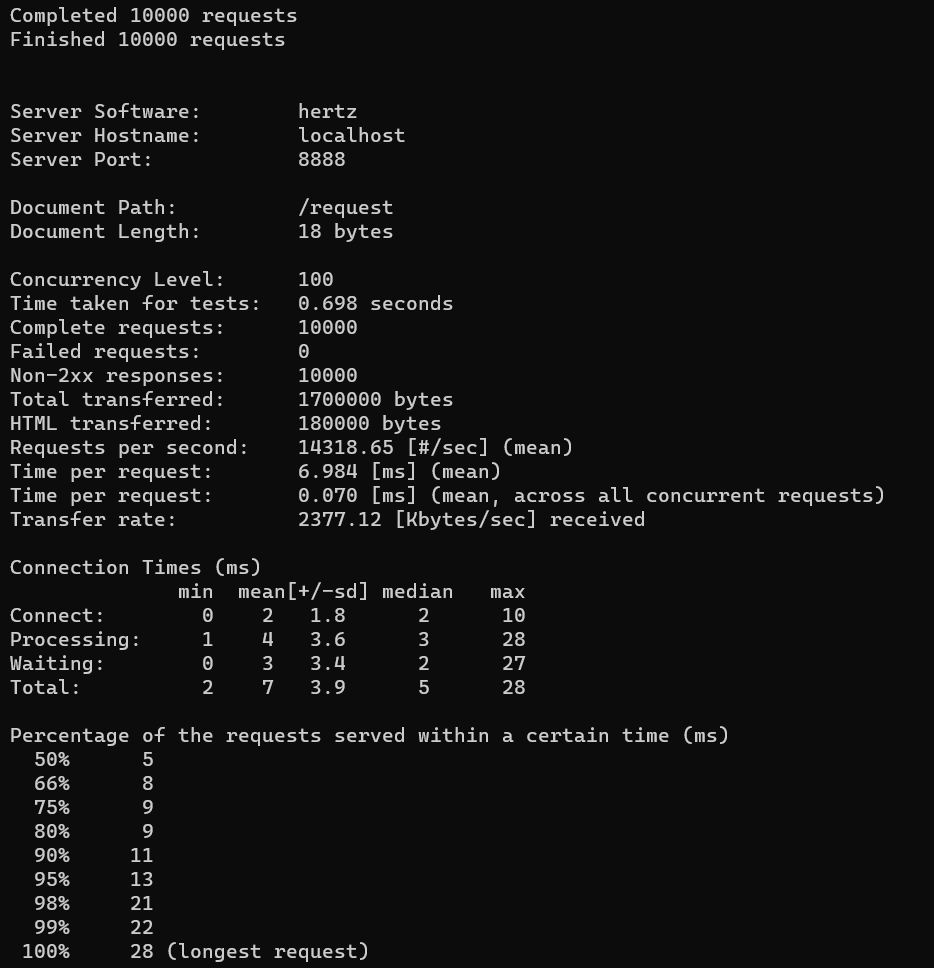 Completed 10000 requests
Finished 10000 requests
Server Software:        hertz
Server Hostname:        localhost
Server Port:            8888
Document Path:          /request
Document Length:        18 bytes
Concurrency Level:      100
Time taken for tests:   0.698 seconds
Complete requests:      10000
Failed requests:        0
Non-2xx responses:      10000
Total transferred:      1700000 bytes
HTML transferred:       180000 bytes
Requests per second:    14318.65 [#/sec] (mean)
Time per request:       6.984 [ms] (mean)
Time per request:       0.070 [ms] (mean, across all concurrent requests)
Transfer rate:          2377.12 [Kbytes/sec] received
Connection Times (ms)
              min  mean[+/-sd] median   max
Connect:        0    2   1.8      2      10
Processing:     1    4   3.6      3      28
Waiting:        0    3   3.4      2      27
Total:          2    7   3.9      5      28
Percentage of the requests served within a certain time (ms)
  50%      5
  66%      8
  75%      9
  80%      9
  90%     11
  95%     13
  98%     21
  99%     22
 100%     28 (longest request)